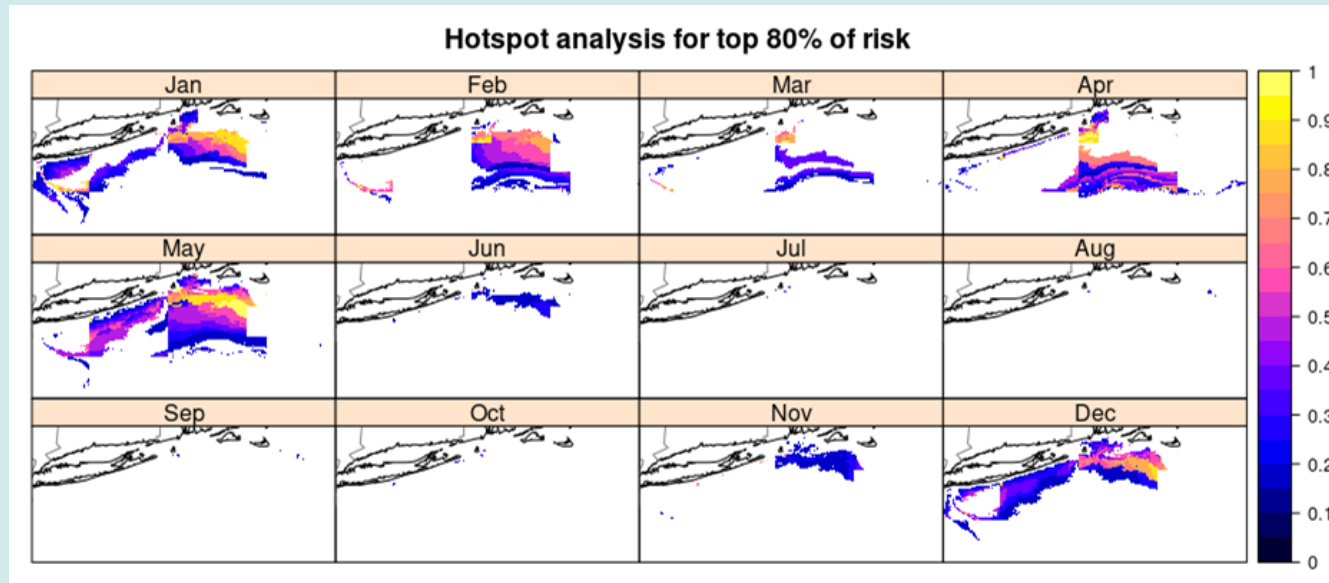 Hotspot analysis for top 80% of risk
Jan Feb Mar Apr
May Jun Jul Aug
Sep Oct Nov Dec
1
0.9
0.8
0.7
0.6
0.5
0.4
0.3
0.2
0.1
0